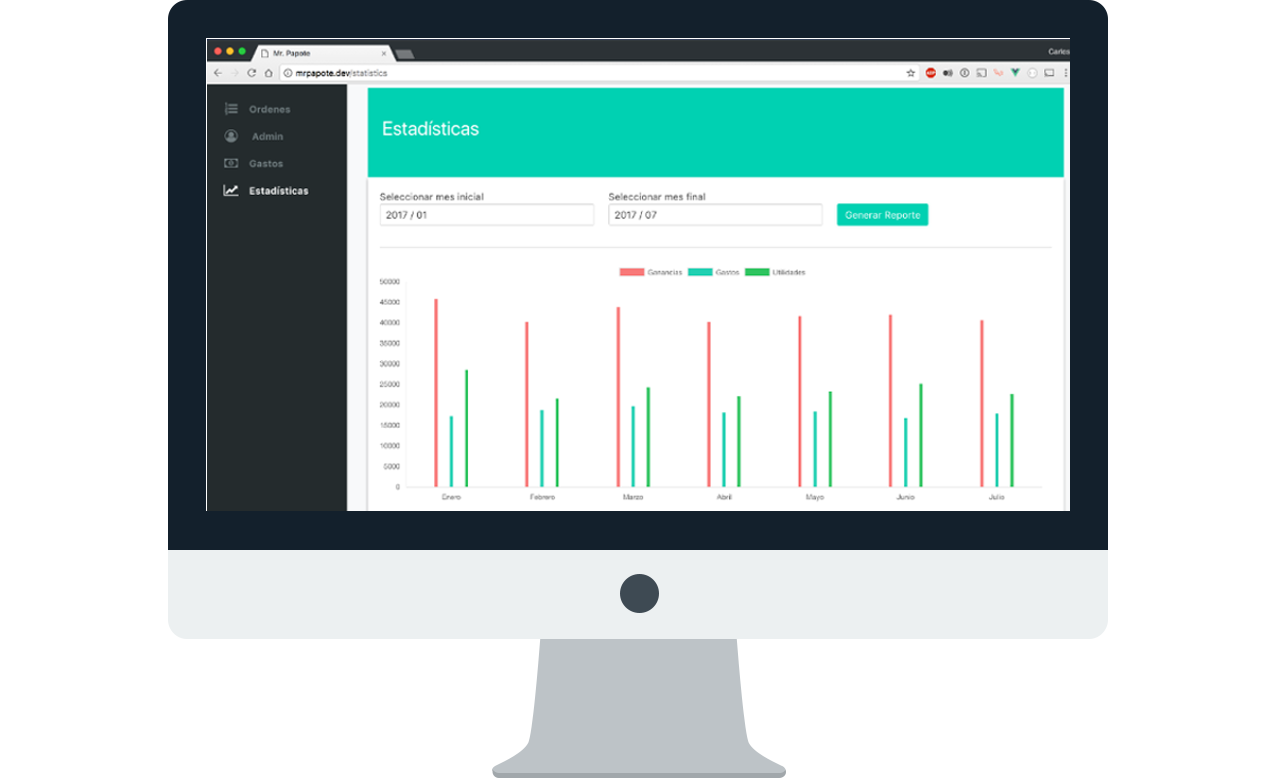 Mr. Papote
Carlos
mrpapote.dev/statistics
Ordenes
Admin
Gastos
Estadísticas
Estadísticas
Seleccionar mes inicial
Seleccionar mes final
2017 / 01
2017 / 07
Generar Reporte
Ganancias Gastos Utilidades
50000
45000
40000
35000
30000
25000
20000
15000
10000
5000
0
Enero Febrero Marzo Abril Mayo Junio Julio